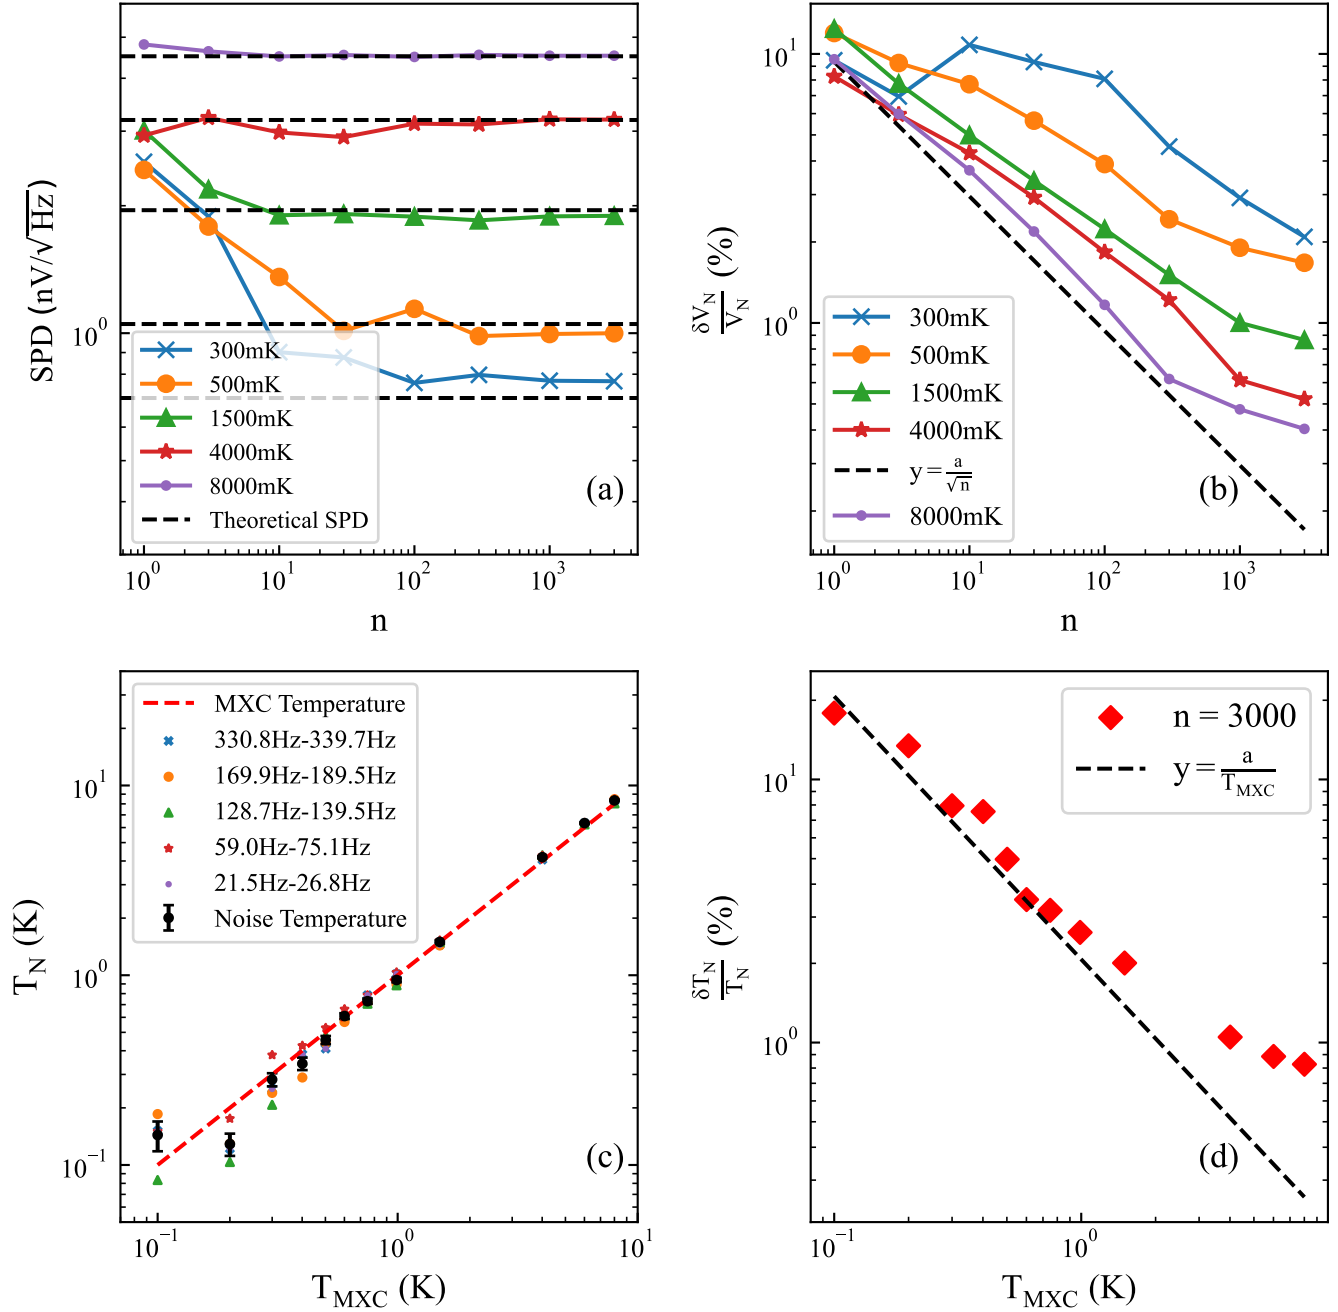 SPD (nV/√Hz)
10⁰
300mK
500mK
1500mK
4000mK
8000mK
Theoretical SPD
(a)
10⁰ 10¹ 10² 10³
n
δV_N/V_N (%)
10¹
10⁰
300mK
500mK
1500mK
4000mK
y = a/√n
8000mK
(b)
10⁰ 10¹ 10² 10³
n
T_N (K)
10¹
10⁰
10⁻¹
MXC Temperature
330.8Hz-339.7Hz
169.9Hz-189.5Hz
128.7Hz-139.5Hz
59.0Hz-75.1Hz
21.5Hz-26.8Hz
Noise Temperature
(c)
10⁻¹ 10⁰ 10¹
T_MXC (K)
δT_N/T_N (%)
10¹
10⁰
n = 3000
y = a/T_MXC
(d)
10⁻¹ 10⁰
T_MXC (K)